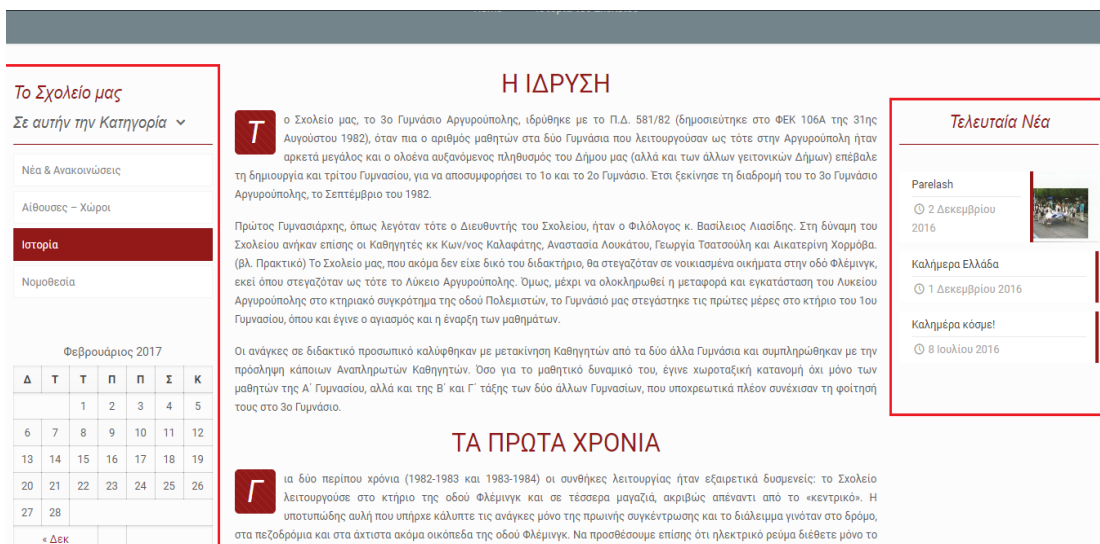 Το Σχολείο μας
Σε αυτήν την Κατηγορία
Νέα & Ανακοινώσεις
Αίθουσες – Χώροι
Ιστορία
Νομοθεσία
Φεβρουάριος 2017
Δ Τ Τ Π Π Σ Κ
1 2 3 4 5
6 7 8 9 10 11 12
13 14 15 16 17 18 19
20 21 22 23 24 25 26
27 28
« Δεκ
Η ΙΔΡΥΣΗ
Το Σχολείο μας, το 3ο Γυμνάσιο Αργυρούπολης, ιδρύθηκε με το Π.Δ. 581/82 (δημοσιεύτηκε στο ΦΕΚ 106Α της 31ης
Αυγούστου 1982), όταν πια ο αριθμός μαθητών στα δύο Γυμνάσια που λειτουργούσαν ως τότε στην Αργυρούπολη ήταν
αρκετά μεγάλος και ο ολοένα αυξανόμενος πληθυσμός του Δήμου μας (αλλά και των άλλων γειτονικών Δήμων) επέβαλε
τη δημιουργία και τρίτου Γυμνασίου, για να αποσυμφορήσει το 1ο και το 2ο Γυμνάσιο. Έτσι ξεκίνησε τη διαδρομή του το 3ο Γυμνάσιο
Αργυρούπολης, το Σεπτέμβριο του 1982.
Πρώτος Γυμνασιάρχης, όπως λεγόταν τότε ο Διευθυντής του Σχολείου, ήταν ο Φιλόλογος κ. Βασίλειος Λιασίδης. Στη δύναμη του
Σχολείου ανήκαν επίσης οι Καθηγητές κκ Κων/νος Καλαφάτης, Αναστασία Λουκάτου, Γεωργία Τσατσούλη και Αικατερίνη Χορμόβα.
(βλ. Πρακτικό) Το Σχολείο μας, που ακόμα δεν είχε δικό του διδακτήριο, θα στεγαζόταν σε νοικιασμένα οικήματα στην οδό Φλέμινγκ,
εκεί όπου στεγαζόταν ως τότε το Λύκειο Αργυρούπολης. Όμως, μέχρι να ολοκληρωθεί η μεταφορά και εγκατάσταση του Λυκείου
Αργυρούπολης στο κτηριακό συγκρότημα της οδού Πολεμιστών, το Γυμνάσιό μας στεγάστηκε τις πρώτες μέρες στο κτήριο του 1ου
Γυμνασίου, όπου και έγινε ο αγιασμός και η έναρξη των μαθημάτων.
Οι ανάγκες σε διδακτικό προσωπικό καλύφθηκαν με μετακίνηση Καθηγητών από τα δύο άλλα Γυμνάσια και συμπληρώθηκαν με την
πρόσληψη κάποιων Αναπληρωτών Καθηγητών. Όσο για το μαθητικό δυναμικό του, έγινε χωροταξική κατανομή όχι μόνο των
μαθητών της Α΄ Γυμνασίου, αλλά και της Β΄ και Γ΄ τάξης των δύο άλλων Γυμνασίων, που υποχρεωτικά πλέον συνέχισαν τη φοίτησή
τους στο 3ο Γυμνάσιο.
ΤΑ ΠΡΩΤΑ ΧΡΟΝΙΑ
Για δύο περίπου χρόνια (1982-1983 και 1983-1984) οι συνθήκες λειτουργίας ήταν εξαιρετικά δυσμενείς: το Σχολείο
λειτουργούσε στο κτήριο της οδού Φλέμινγκ και σε τέσσερα μαγαζιά, ακριβώς απέναντι από το «κεντρικό». Η
υποτυπώδης αυλή που υπήρχε κάλυπτε τις ανάγκες μόνο της πρωινής συγκέντρωσης και το διάλειμμα γινόταν στο δρόμο,
στα πεζοδρόμια και στα άχτιστα ακόμα οικόπεδα της οδού Φλέμινγκ. Να προσθέσουμε επίσης ότι ηλεκτρικό ρεύμα διέθετε μόνο το
Τελευταία Νέα
Parelash
2 Δεκεμβρίου
2016
Καλήμερα Ελλάδα
1 Δεκεμβρίου 2016
Καλημέρα κόσμε!
8 Ιουλίου 2016